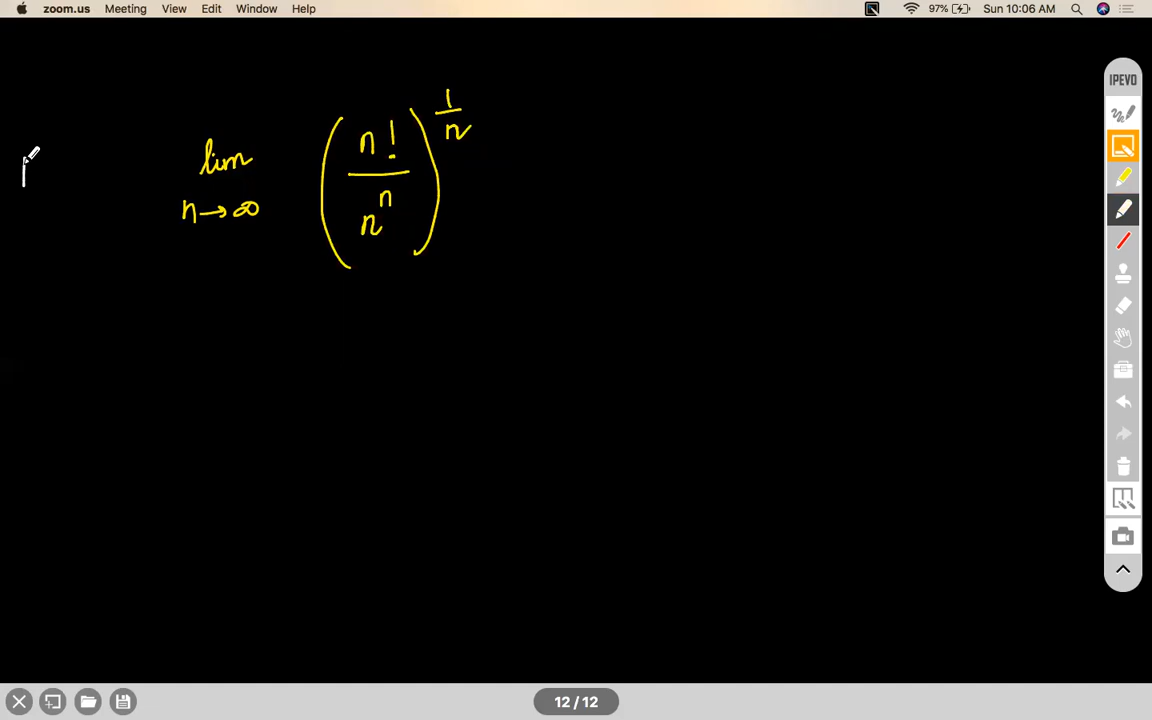 zoom.us Meeting View Edit Window Help 97% Sun 10:06 AM
IPEVO
lim n→∞ (n!/n^n)^(1/n)
12 / 12